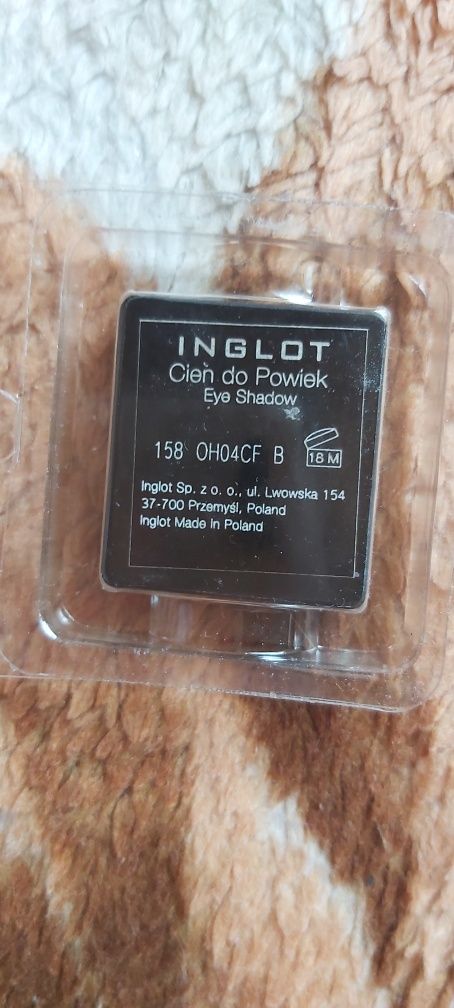 INGLOT
Cień do Powiek
Eye Shadow
158 OH04CF B
18 M
Inglot Sp. z o. o., ul. Lwowska 154
37-700 Przemyśl, Poland
Inglot Made in Poland